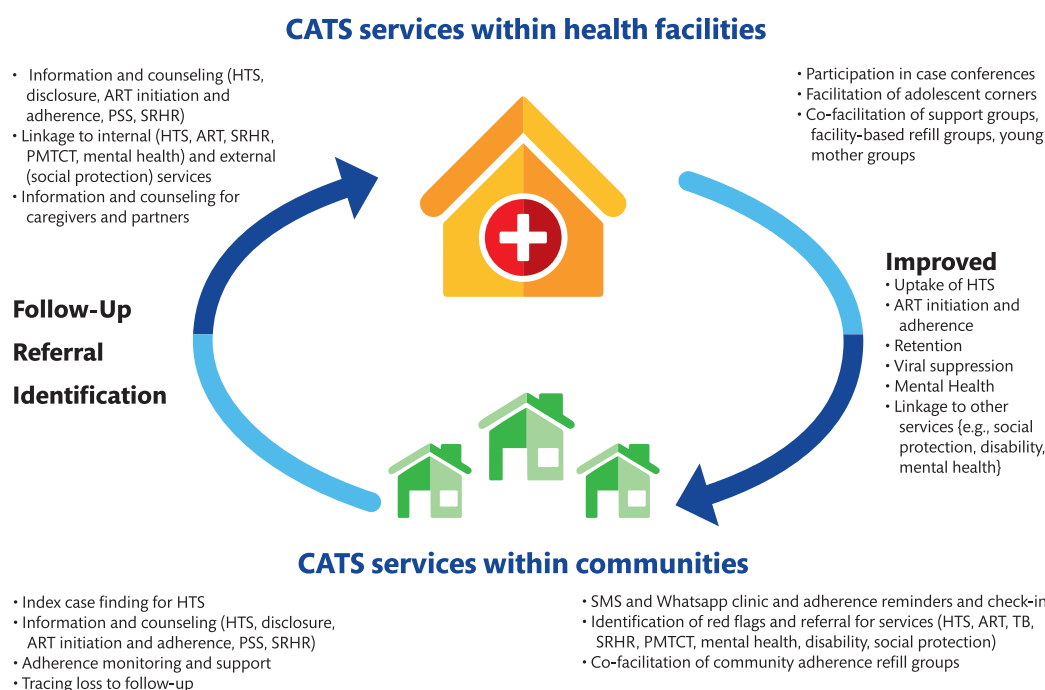 CATS services within health facilities
• Information and counseling (HTS,
disclosure, ART initiation and
adherence, PSS, SRHR)
• Linkage to internal (HTS, ART, SRHR,
PMTCT, mental health) and external
(social protection) services
• Information and counseling for
caregivers and partners
• Participation in case conferences
• Facilitation of adolescent corners
• Co-facilitation of support groups,
facility-based refill groups, young
mother groups
Follow-Up
Referral
Identification
Improved
• Uptake of HTS
• ART initiation and
adherence
• Retention
• Viral suppression
• Mental Health
• Linkage to other
services {e.g., social
protection, disability,
mental health}
CATS services within communities
• Index case finding for HTS
• Information and counseling (HTS, disclosure,
ART initiation and adherence, PSS, SRHR)
• Adherence monitoring and support
• Tracing loss to follow-up
• SMS and Whatsapp clinic and adherence reminders and check-in
• Identification of red flags and referral for services (HTS, ART, TB,
SRHR, PMTCT, mental health, disability, social protection)
• Co-facilitation of community adherence refill groups